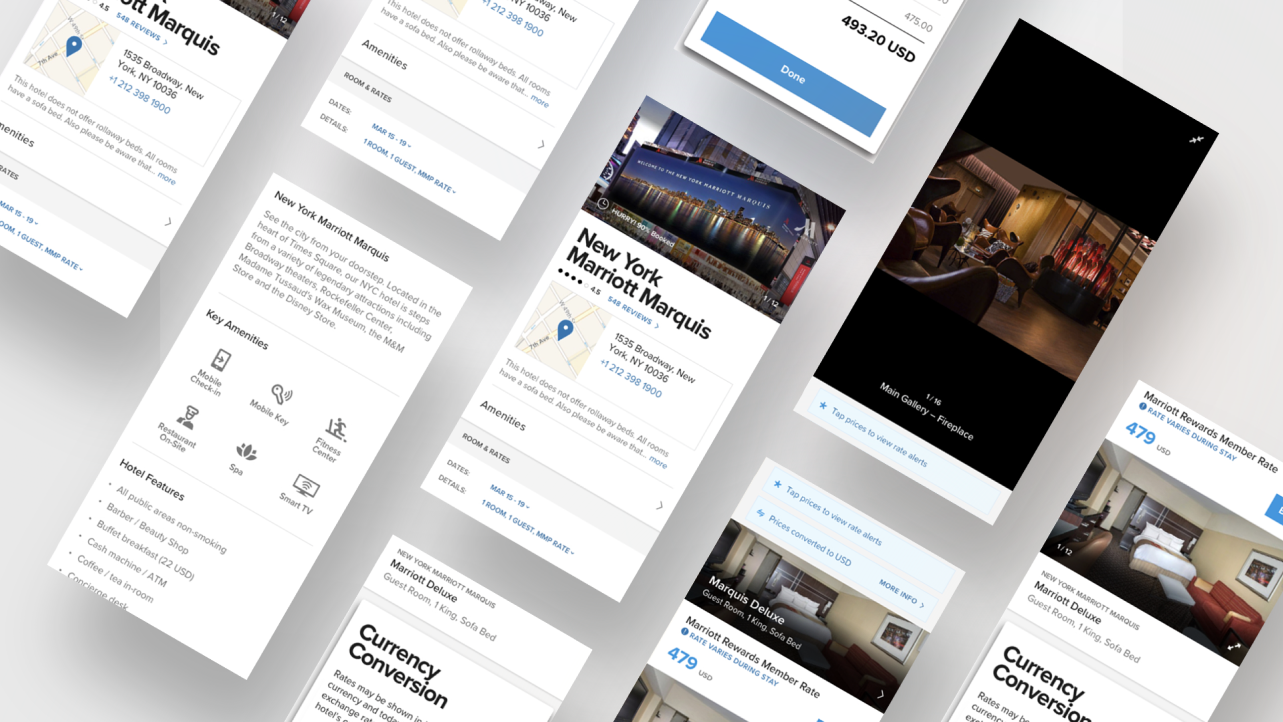 ott Marquis
4.5 548 REVIEWS >
1/12
7th Ave
1535 Broadway, New
York, NY 10036
+1 212 398 1900
This hotel does not offer rollaway beds. All rooms
have a sofa bed. Also please be aware that... more
menities
RATES
MAR 15 - 19
OOM, 1 GUEST, MMP RATE
York, NY 10036
+1 212 398 1900
This hotel does not offer rollaway beds. All rooms
have a sofa bed. Also please be aware that... more
Amenities
ROOM & RATES
DATES: MAR 15 - 19
DETAILS: 1 ROOM, 1 GUEST, MMP RATE
475.00
493.20 USD
Done
New York Marriott Marquis
See the city from your doorstep. Located in the
heart of Times Square, our NYC hotel is steps
from a variety of legendary attractions including
Broadway theaters, Rockefeller Center,
Madame Tussaud's Wax Museum, the M&M
Store and the Disney Store.
Key Amenities
Mobile
Check-in
Mobile Key
Fitness
Center
Restaurant
On-Site
Spa
Smart TV
Hotel Features
• All public areas non-smoking
• Barber / Beauty Shop
• Buffet breakfast (22 USD)
• Cash machine / ATM
• Coffee / tea in-room
• Concierge desk
WELCOME TO THE NEW YORK MARRIOTT MARQUIS
HURRY! 90% Booked
1/12
New York
Marriott Marquis
4.5 548 REVIEWS >
7th Ave
1535 Broadway, New
York, NY 10036
+1 212 398 1900
This hotel does not offer rollaway beds. All rooms
have a sofa bed. Also please be aware that... more
Amenities
ROOM & RATES
DATES: MAR 15 - 19
DETAILS: 1 ROOM, 1 GUEST, MMP RATE
1/16
Main Gallery – Fireplace
Tap prices to view rate alerts
NEW YORK MARRIOTT MARQUIS
Marriott Deluxe
Guest Room, 1 King, Sofa Bed
Currency
Conversion
Rates may be shown in
currency and toda
exchange ra
hotel's c
Tap prices to view rate alerts
Prices converted to USD
MORE INFO >
Marquis Deluxe
Guest Room, 1 King, Sofa Bed
Marriott Rewards Member Rate
RATE VARIES DURING STAY
479 USD
Marriott Rewards Member Rate
RATE VARIES DURING STAY
479 USD
1/12
NEW YORK MARRIOTT MARQUIS
Marriott Deluxe
Guest Room, 1 King, Sofa Bed
Currency
Conversion
Rates may
currency an